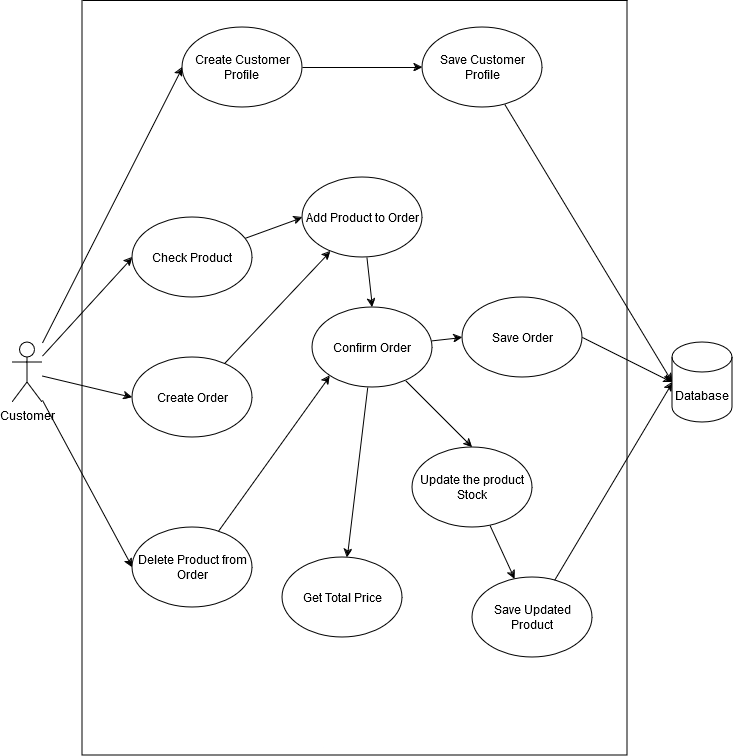 Create Customer
Profile
Save Customer
Profile
Add Product to Order
Check Product
Confirm Order
Save Order
Customer
Create Order
Database
Update the product
Stock
Delete Product from
Order
Get Total Price
Save Updated
Product